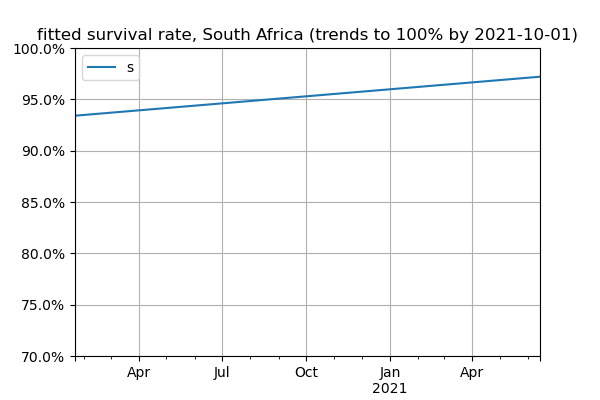 fitted survival rate, South Africa (trends to 100% by 2021-10-01)
100.0%
s
95.0%
90.0%
85.0%
80.0%
75.0%
70.0%
Apr Jul Oct Jan Apr
2021